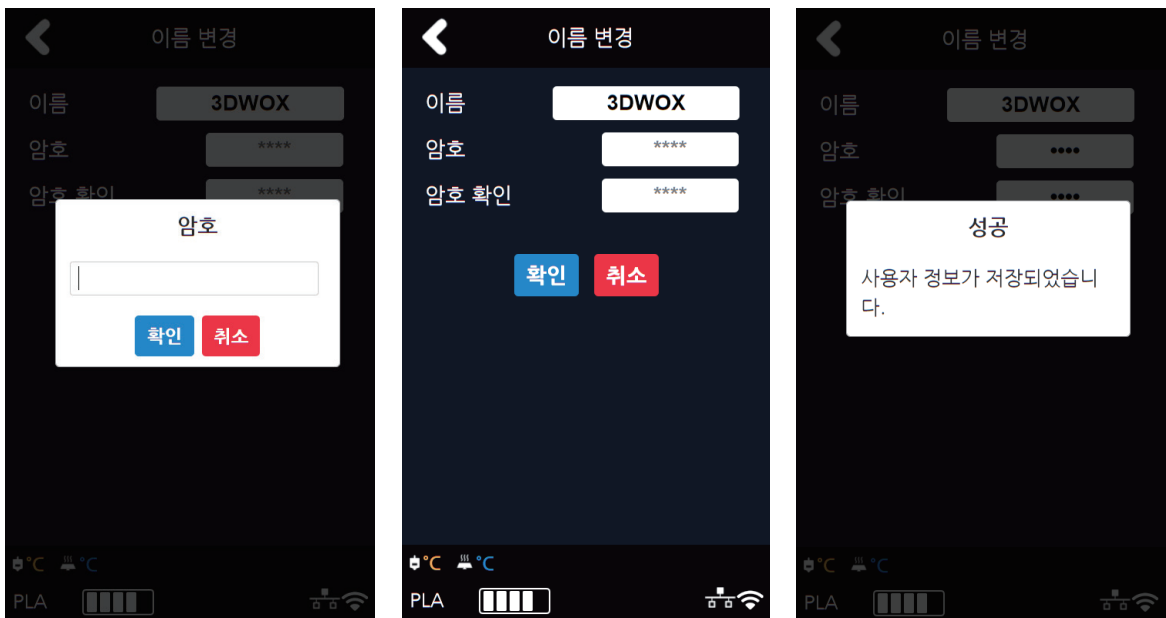 이름 변경
이름 3DWOX
암호 ****
암호 확인 ****
암호
확인 취소
°C °C
PLA
이름 변경
이름 3DWOX
암호 ****
암호 확인 ****
확인 취소
°C °C
PLA
이름 변경
이름 3DWOX
암호 ••••
암호 확인 ••••
성공
사용자 정보가 저장되었습니
다.
°C °C
PLA